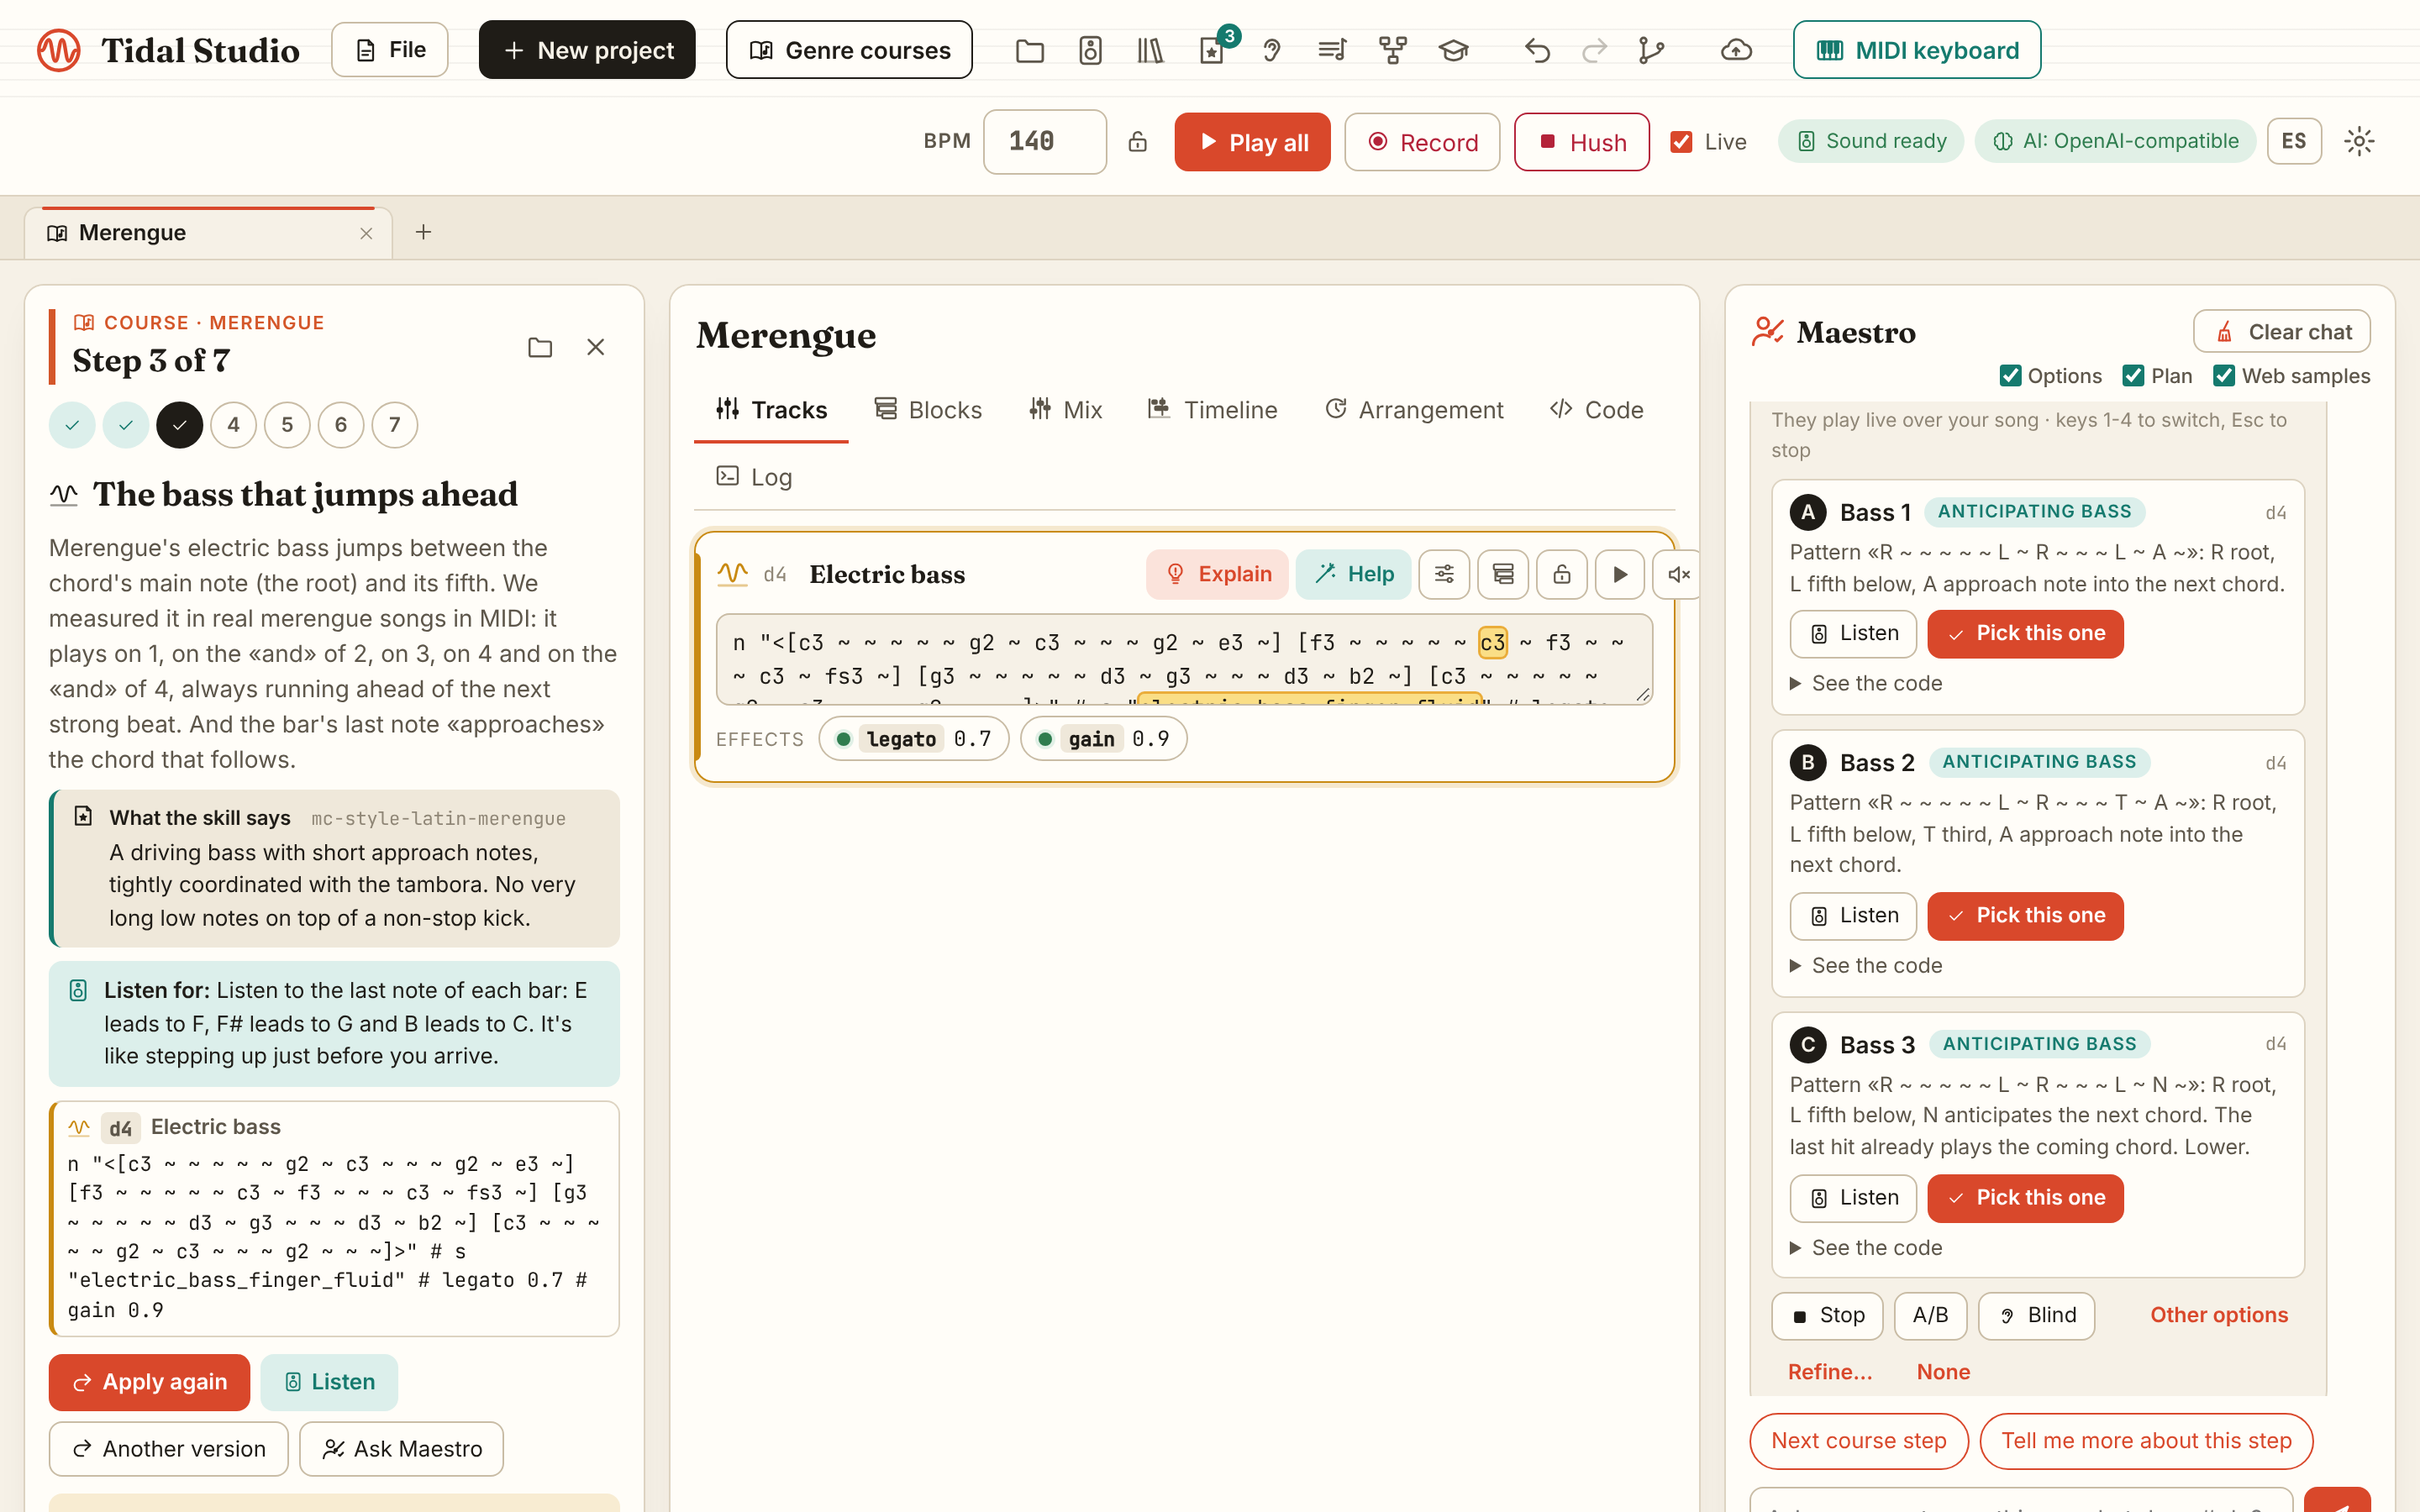 Tidal Studio
File
New project
Genre courses
3
MIDI keyboard
BPM
140
Play all
Record
Hush
Live
Sound ready
AI: OpenAI-compatible
ES
Merengue
COURSE · MERENGUE
Step 3 of 7
4
5
6
7
The bass that jumps ahead
Merengue's electric bass jumps between the
chord's main note (the root) and its fifth. We
measured it in real merengue songs in MIDI: it
plays on 1, on the «and» of 2, on 3, on 4 and on the
«and» of 4, always running ahead of the next
strong beat. And the bar's last note «approaches»
the chord that follows.
What the skill says mc-style-latin-merengue
A driving bass with short approach notes,
tightly coordinated with the tambora. No very
long low notes on top of a non-stop kick.
Listen for: Listen to the last note of each bar: E
leads to F, F# leads to G and B leads to C. It's
like stepping up just before you arrive.
d4 Electric bass
n "<[c3 ~ ~ ~ ~ ~ g2 ~ c3 ~ ~ ~ g2 ~ e3 ~]
[f3 ~ ~ ~ ~ ~ c3 ~ f3 ~ ~ ~ c3 ~ fs3 ~] [g3
~ ~ ~ ~ ~ d3 ~ g3 ~ ~ ~ d3 ~ b2 ~] [c3 ~ ~ ~
~ ~ g2 ~ c3 ~ ~ ~ g2 ~ ~ ~]>" # s
"electric_bass_finger_fluid" # legato 0.7 #
gain 0.9
Apply again
Listen
Another version
Ask Maestro
Merengue
Tracks
Blocks
Mix
Timeline
Arrangement
Code
Log
d4 Electric bass
Explain
Help
n "<[c3 ~ ~ ~ ~ ~ g2 ~ c3 ~ ~ ~ g2 ~ e3 ~] [f3 ~ ~ ~ ~ ~ c3 ~ f3 ~ ~
~ c3 ~ fs3 ~] [g3 ~ ~ ~ ~ ~ d3 ~ g3 ~ ~ ~ d3 ~ b2 ~] [c3 ~ ~ ~ ~ ~
EFFECTS
legato 0.7
gain 0.9
Maestro
Clear chat
Options
Plan
Web samples
They play live over your song · keys 1-4 to switch, Esc to
stop
A Bass 1 ANTICIPATING BASS d4
Pattern «R ~ ~ ~ ~ ~ L ~ R ~ ~ ~ L ~ A ~»: R root,
L fifth below, A approach note into the next chord.
Listen
Pick this one
See the code
B Bass 2 ANTICIPATING BASS d4
Pattern «R ~ ~ ~ ~ ~ L ~ R ~ ~ ~ T ~ A ~»: R root,
L fifth below, T third, A approach note into the
next chord.
Listen
Pick this one
See the code
C Bass 3 ANTICIPATING BASS d4
Pattern «R ~ ~ ~ ~ ~ L ~ R ~ ~ ~ L ~ N ~»: R root,
L fifth below, N anticipates the next chord. The
last hit already plays the coming chord. Lower.
Listen
Pick this one
See the code
Stop
A/B
Blind
Other options
Refine...
None
Next course step
Tell me more about this step